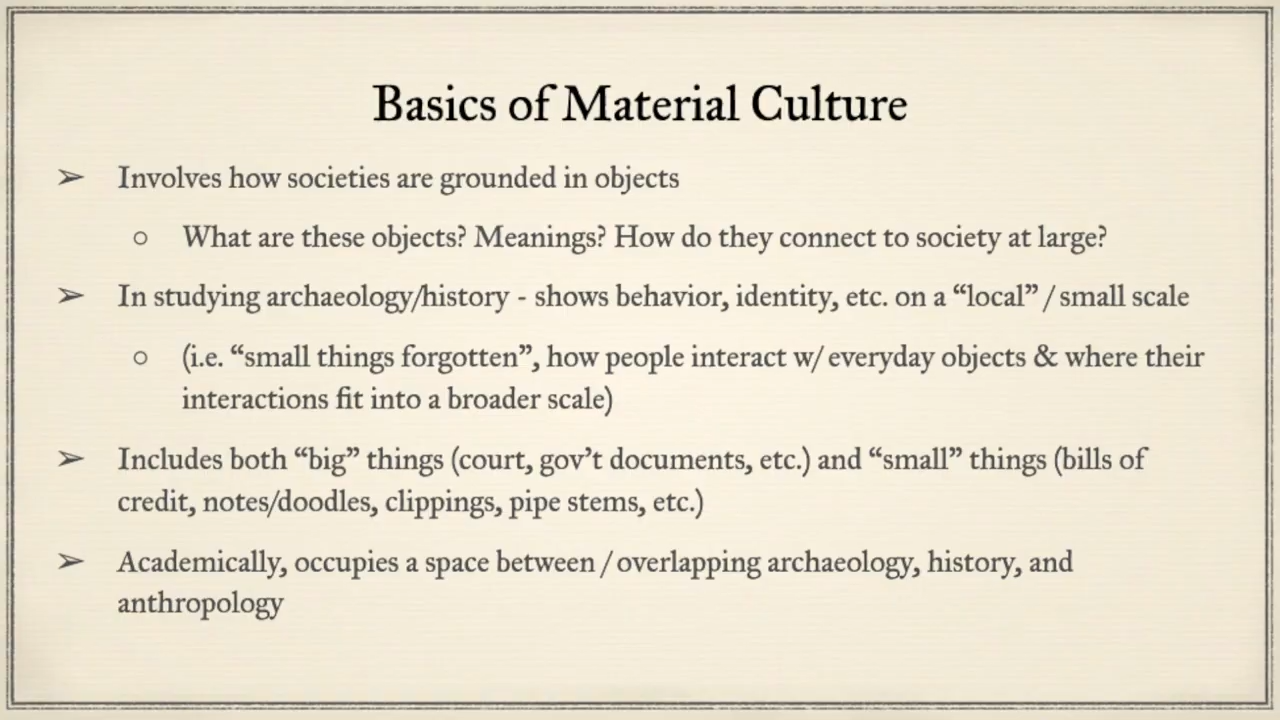 Basics of Material Culture
➢ Involves how societies are grounded in objects
○ What are these objects? Meanings? How do they connect to society at large?
➢ In studying archaeology/history - shows behavior, identity, etc. on a “local” / small scale
○ (i.e. “small things forgotten”, how people interact w/ everyday objects & where their
interactions fit into a broader scale)
➢ Includes both “big” things (court, gov’t documents, etc.) and “small” things (bills of
credit, notes/doodles, clippings, pipe stems, etc.)
➢ Academically, occupies a space between / overlapping archaeology, history, and
anthropology